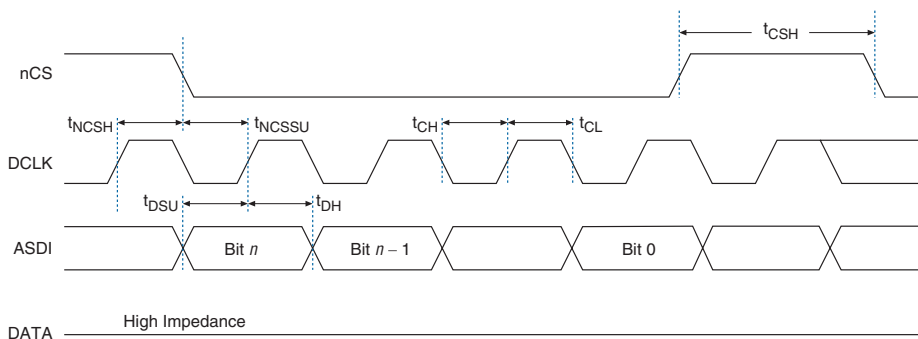 tCSH
nCS
tNCSH
tNCSSU
tCH
tCL
DCLK
tDSU
tDH
ASDI
Bit n
Bit n – 1
Bit 0
High Impedance
DATA